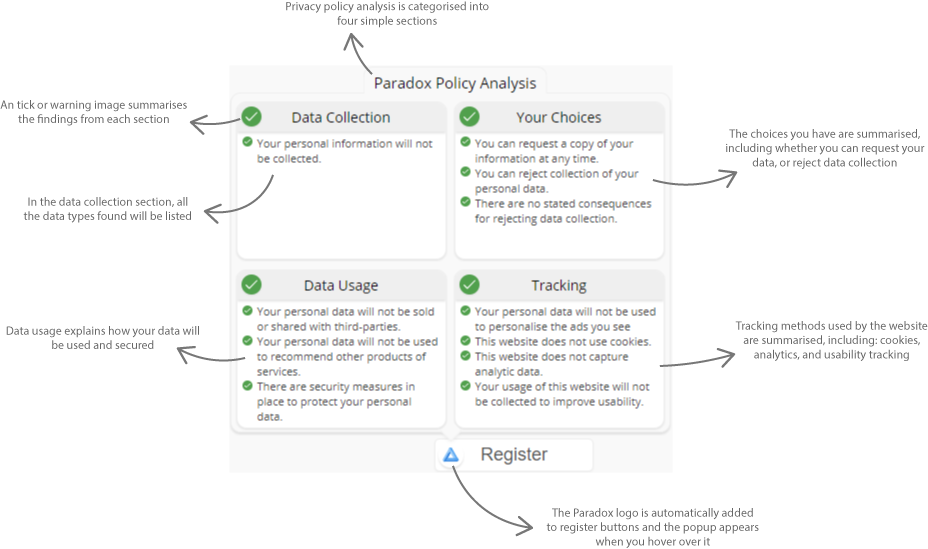 Privacy policy analysis is categorised into
four simple sections
Paradox Policy Analysis
An tick or warning image summarises
the findings from each section
Data Collection
Your personal information will not
be collected.
In the data collection section, all
the data types found will be listed
Your Choices
You can request a copy of your
information at any time.
You can reject collection of your
personal data.
There are no stated consequences
for rejecting data collection.
The choices you have are summarised,
including whether you can request your
data, or reject data collection
Data Usage
Your personal data will not be sold
or shared with third-parties.
Your personal data will not be used
to recommend other products of
services.
There are security measures in
place to protect your personal
data.
Data usage explains how your data will
be used and secured
Tracking
Your personal data will not be used
to personalise the ads you see
This website does not use cookies.
This website does not capture
analytic data.
Your usage of this website will not
be collected to improve usability.
Tracking methods used by the website
are summarised, including: cookies,
analytics, and usability tracking
Register
The Paradox logo is automatically added
to register buttons and the popup appears
when you hover over it